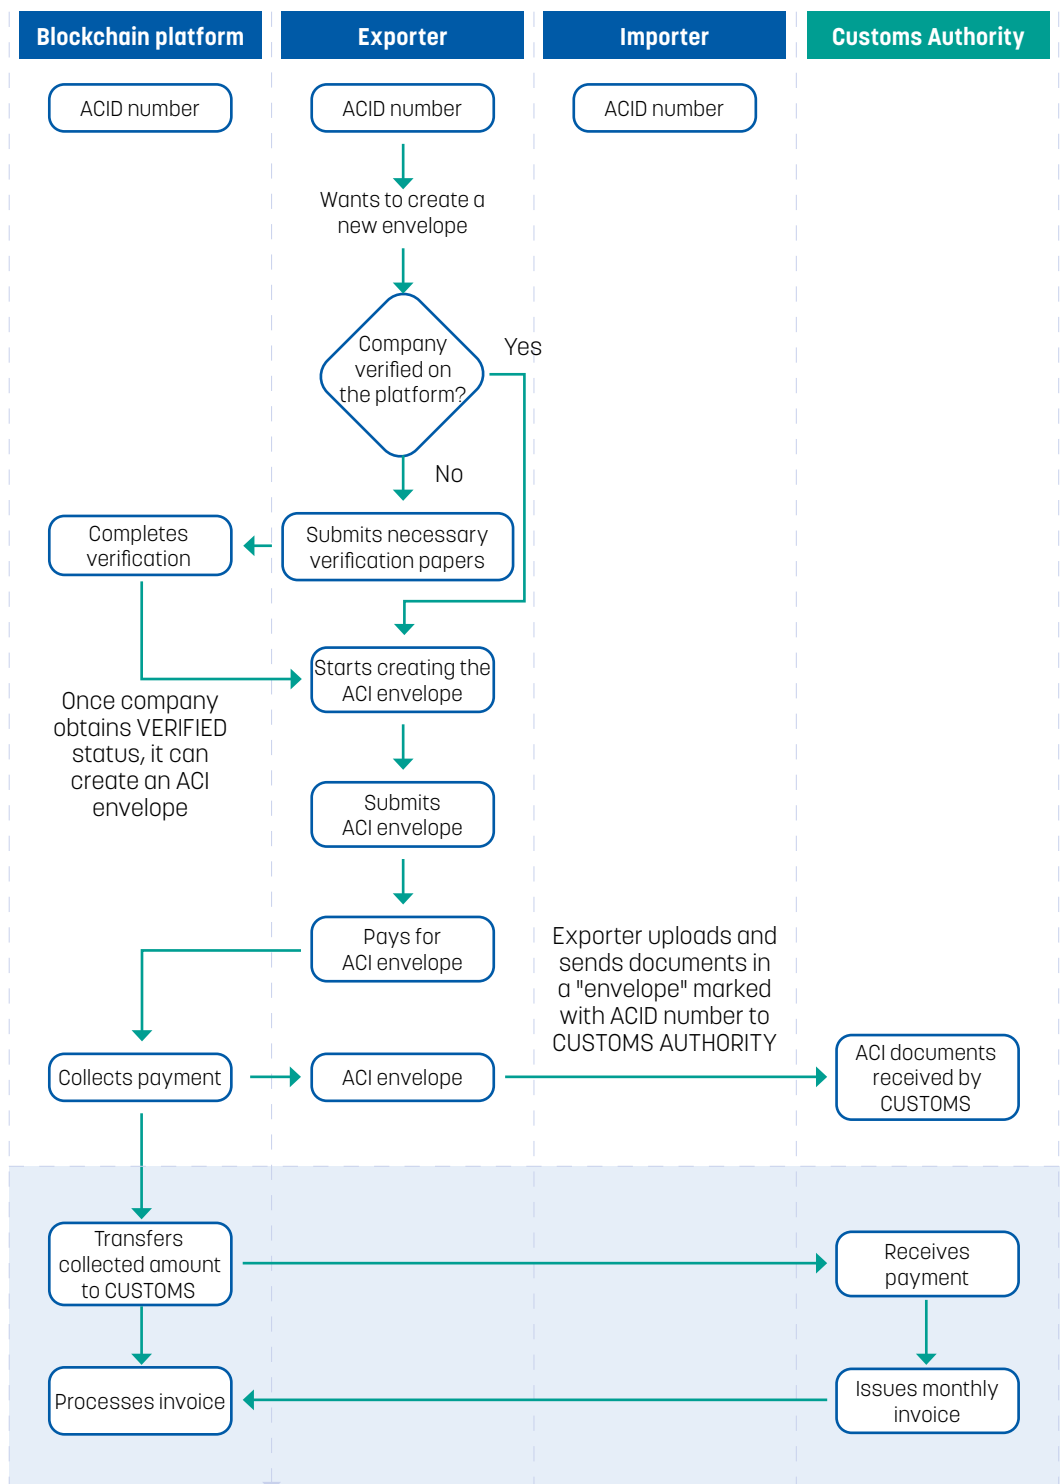 Blockchain platform
Exporter
Importer
Customs Authority
ACID number
ACID number
ACID number
Wants to create a
new envelope
Company
verified on
the platform?
Yes
No
Completes
verification
Submits necessary
verification papers
Starts creating the
ACI envelope
Once company
obtains VERIFIED
status, it can
create an ACI
envelope
Submits
ACI envelope
Pays for
ACI envelope
Exporter uploads and
sends documents in
a "envelope" marked
with ACID number to
CUSTOMS AUTHORITY
Collects payment
ACI envelope
ACI documents
received by
CUSTOMS
Transfers
collected amount
to CUSTOMS
Receives
payment
Processes invoice
Issues monthly
invoice